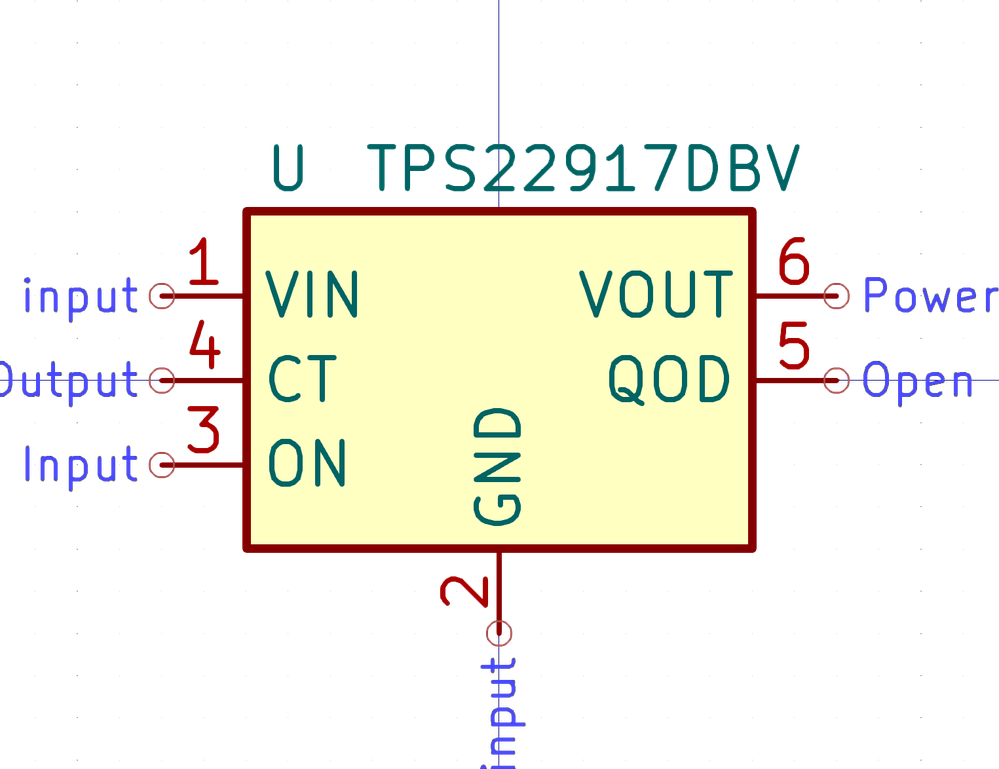 U TPS22917DBV
1 6
input VIN VOUT Power
4 5
Output CT QOD Open
3
Input ON
GND
2
input